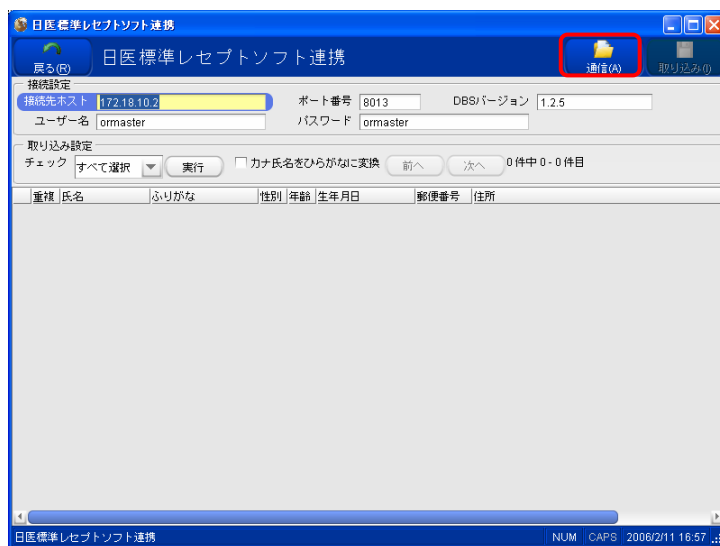 日医標準レセプトソフト連携
戻る(R) 日医標準レセプトソフト連携 通信(A) 取り込み(I)
接続設定
接続先ホスト 172.18.10.2 ポート番号 8013 DBSバージョン 1.2.5
ユーザー名 ormaster パスワード ormaster
取り込み設定
チェック すべて選択 実行 カナ氏名をひらがなに変換 前へ 次へ 0件中 0 - 0件目
重複 氏名 ふりがな 性別 年齢 生年月日 郵便番号 住所
日医標準レセプトソフト連携 NUM CAPS 2006/2/11 16:57